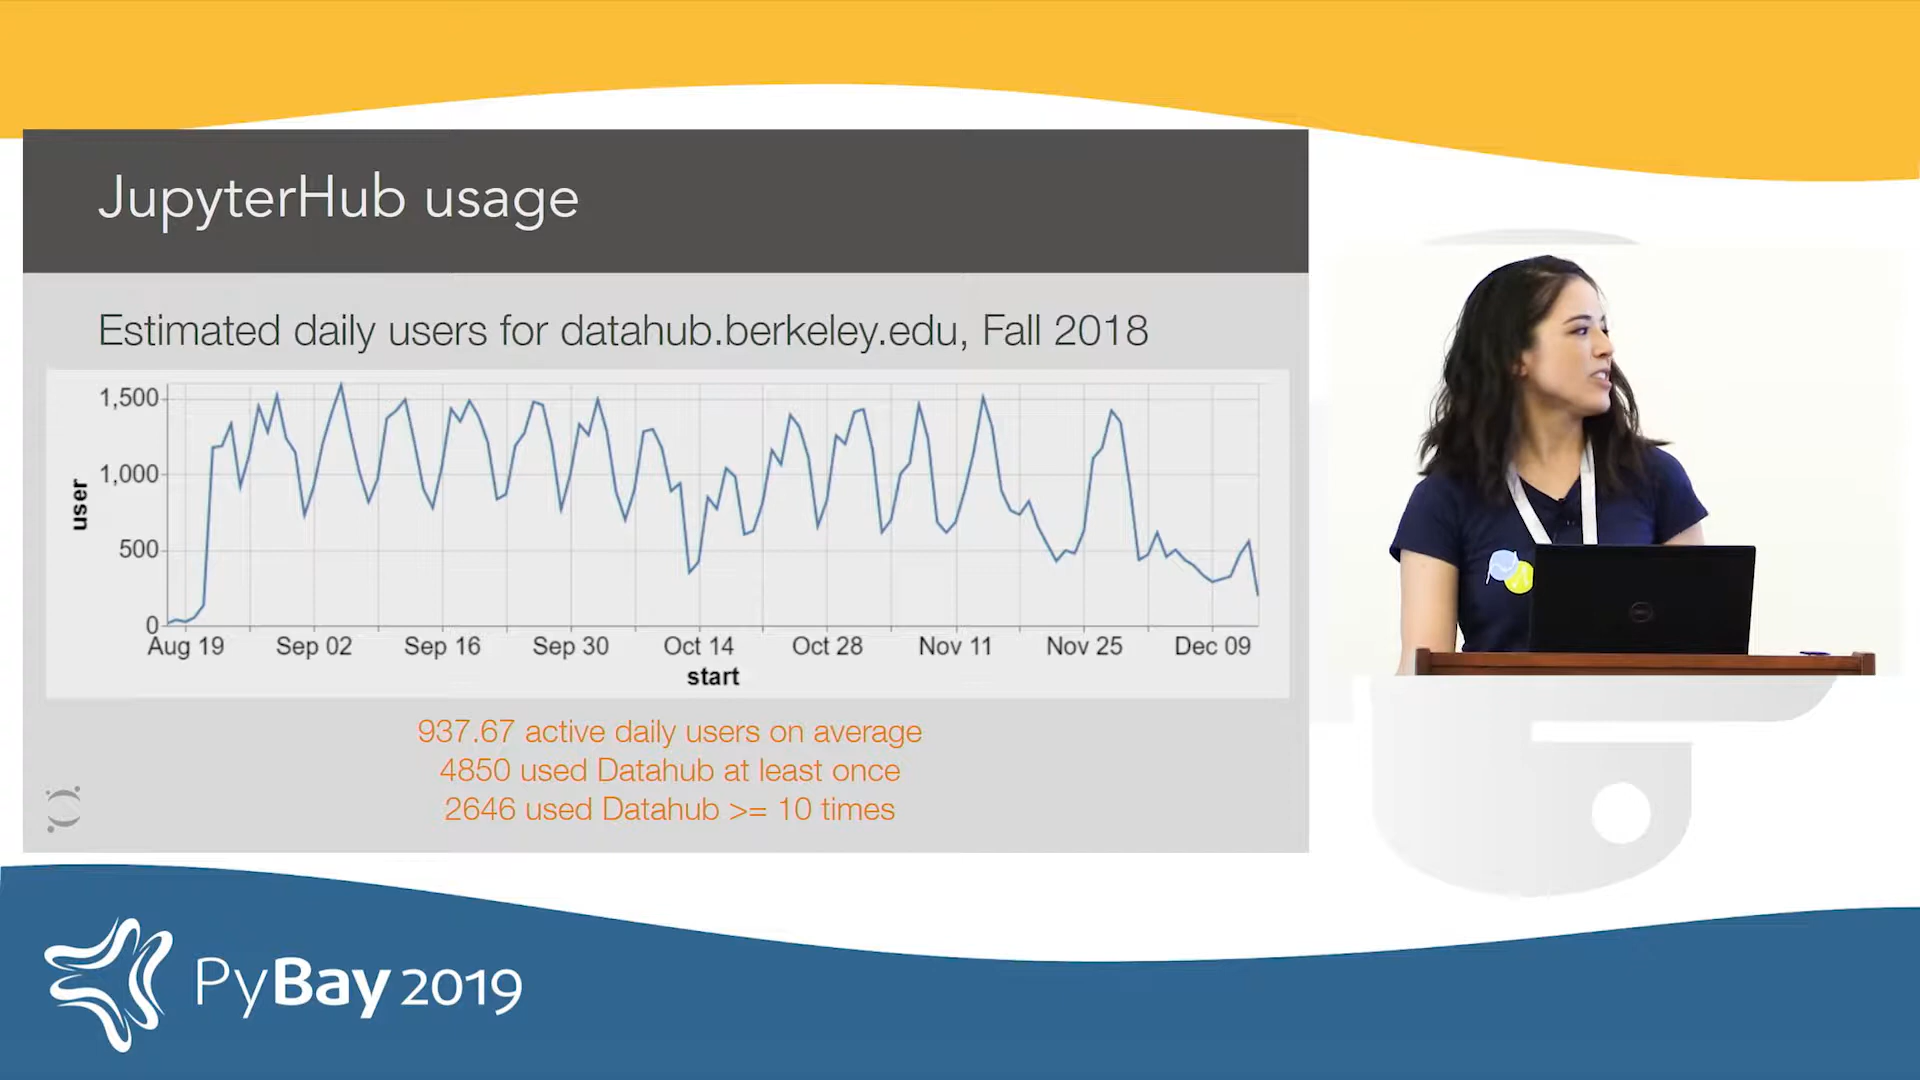 JupyterHub usage
Estimated daily users for datahub.berkeley.edu, Fall 2018
1,500
1,000
500
0
user
Aug 19 Sep 02 Sep 16 Sep 30 Oct 14 Oct 28 Nov 11 Nov 25 Dec 09
start
937.67 active daily users on average
4850 used Datahub at least once
2646 used Datahub >= 10 times
PyBay 2019